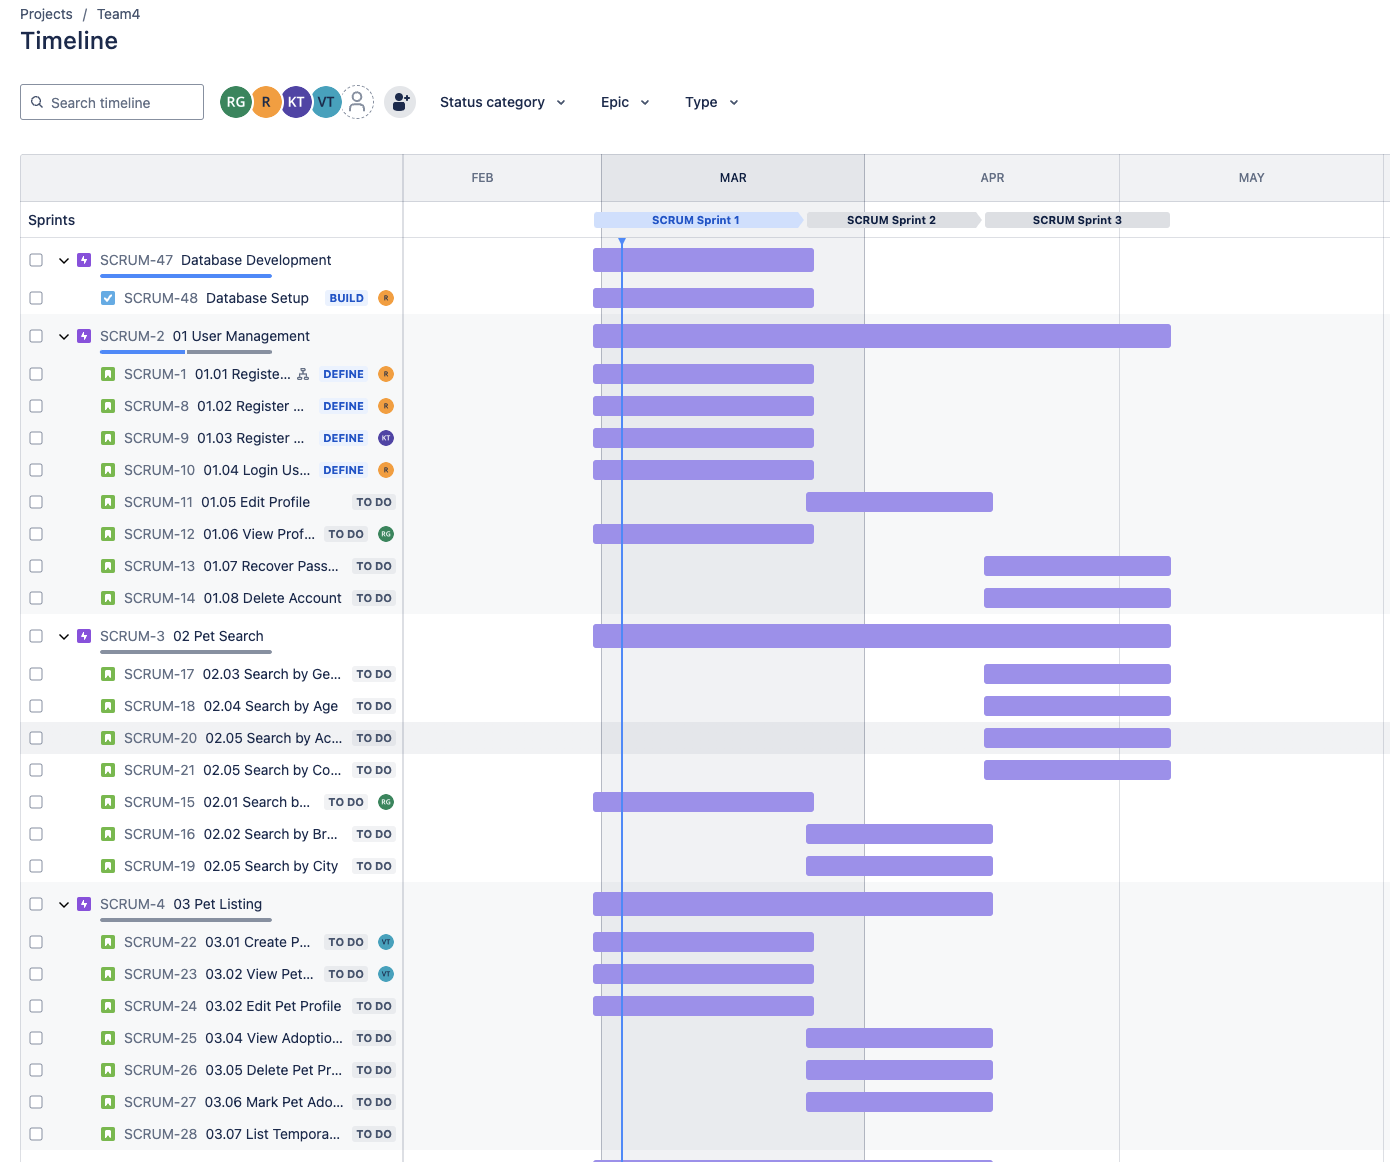 Projects / Team4
Timeline
Search timeline
RG R KT VT
Status category
Epic
Type
FEB MAR APR MAY
Sprints
SCRUM Sprint 1 SCRUM Sprint 2 SCRUM Sprint 3
SCRUM-47 Database Development
SCRUM-48 Database Setup BUILD R
SCRUM-2 01 User Management
SCRUM-1 01.01 Registe... DEFINE R
SCRUM-8 01.02 Register ... DEFINE R
SCRUM-9 01.03 Register ... DEFINE KT
SCRUM-10 01.04 Login Us... DEFINE R
SCRUM-11 01.05 Edit Profile TO DO
SCRUM-12 01.06 View Prof... TO DO RG
SCRUM-13 01.07 Recover Pass... TO DO
SCRUM-14 01.08 Delete Account TO DO
SCRUM-3 02 Pet Search
SCRUM-17 02.03 Search by Ge... TO DO
SCRUM-18 02.04 Search by Age TO DO
SCRUM-20 02.05 Search by Ac... TO DO
SCRUM-21 02.05 Search by Co... TO DO
SCRUM-15 02.01 Search b... TO DO RG
SCRUM-16 02.02 Search by Br... TO DO
SCRUM-19 02.05 Search by City TO DO
SCRUM-4 03 Pet Listing
SCRUM-22 03.01 Create P... TO DO VT
SCRUM-23 03.02 View Pet... TO DO VT
SCRUM-24 03.02 Edit Pet Profile TO DO
SCRUM-25 03.04 View Adoptio... TO DO
SCRUM-26 03.05 Delete Pet Pr... TO DO
SCRUM-27 03.06 Mark Pet Ado... TO DO
SCRUM-28 03.07 List Tempora... TO DO